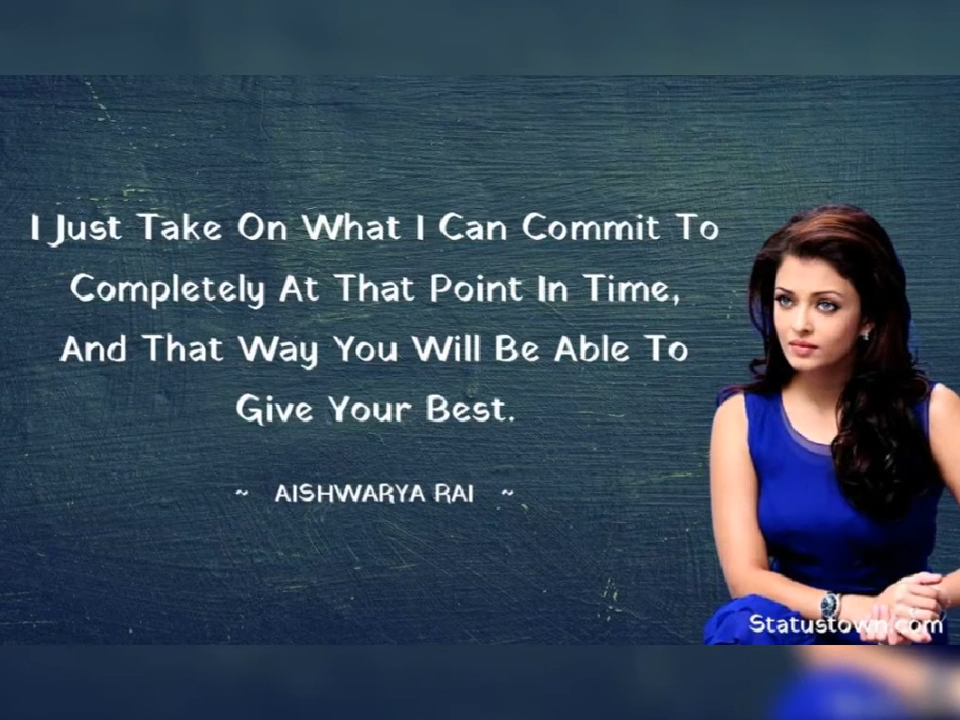 I Just Take On What I Can Commit To
Completely At That Point In Time,
And That Way You Will Be Able To
Give Your Best.
~ AISHWARYA RAI ~
Statustown.com